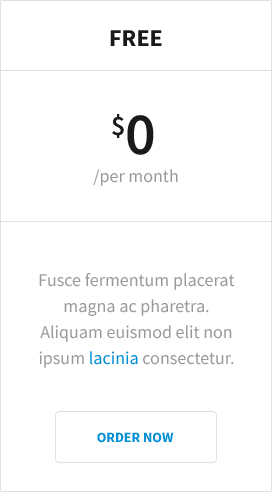 FREE
$0
/per month
Fusce fermentum placerat
magna ac pharetra.
Aliquam euismod elit non
ipsum lacinia consectetur.
ORDER NOW